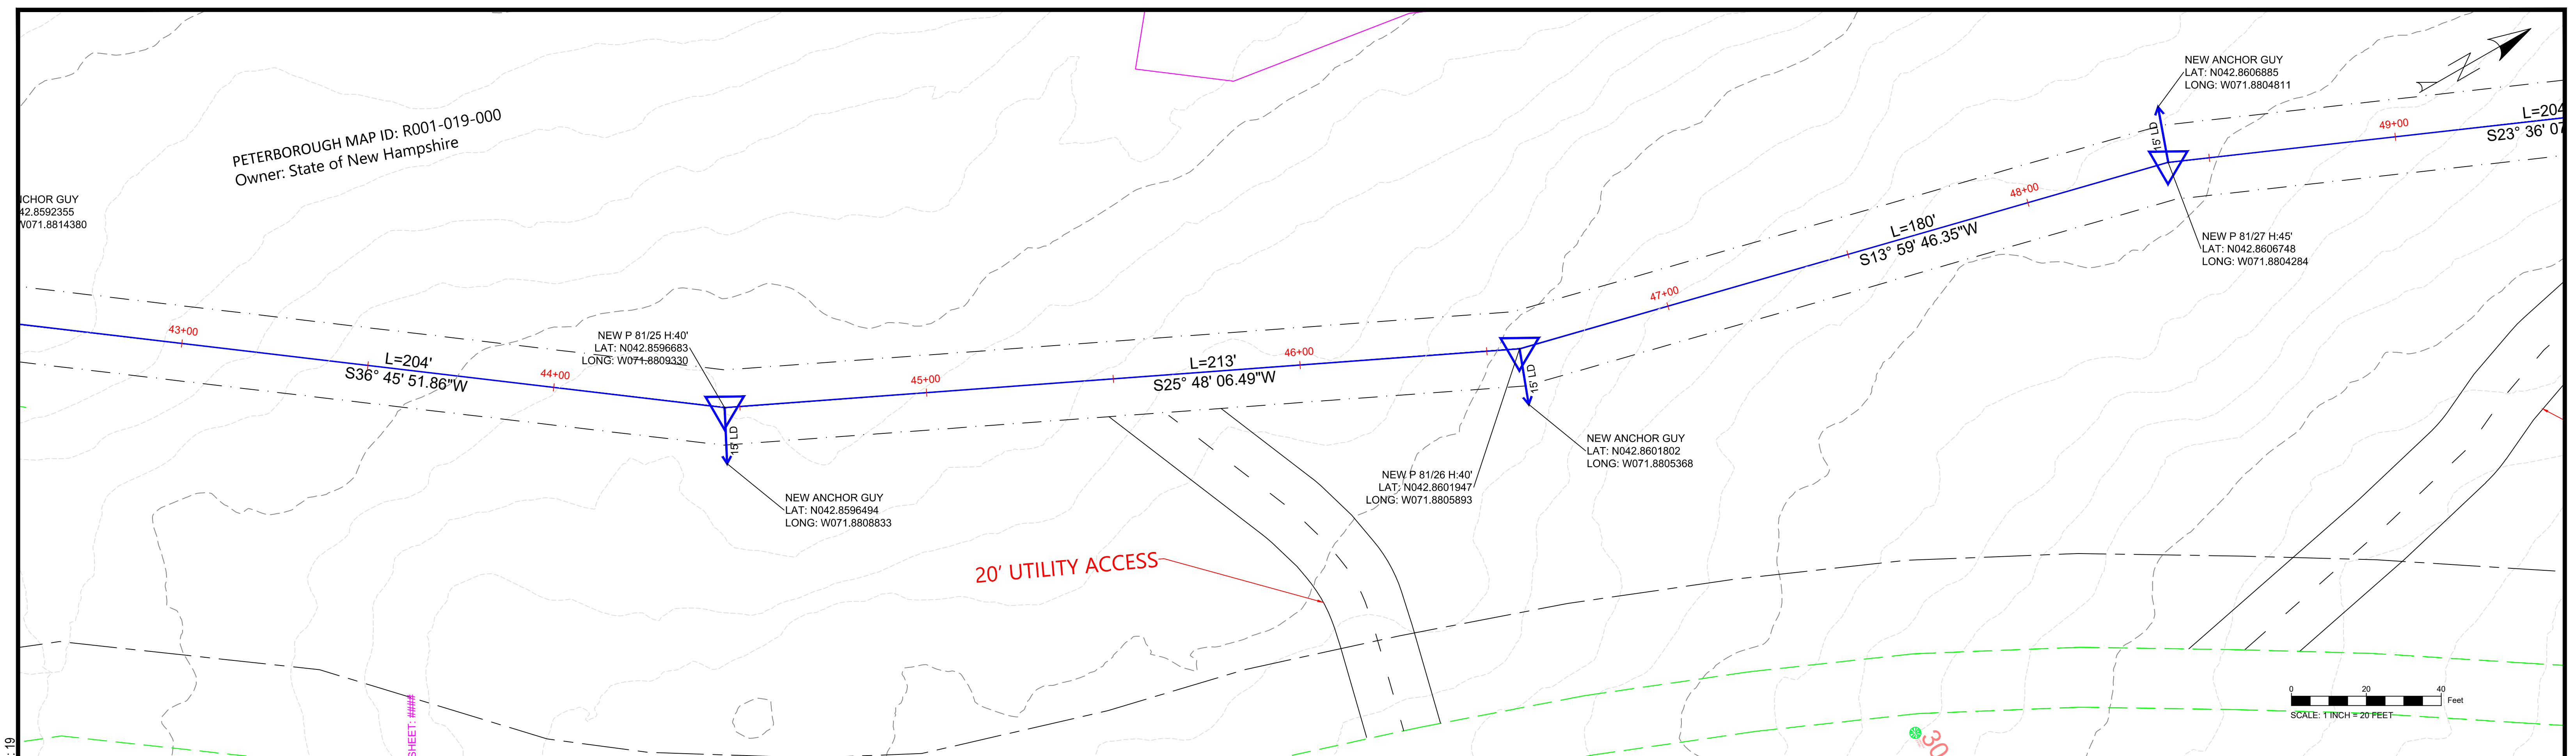 PETERBOROUGH MAP ID: R001-019-000
Owner: State of New Hampshire
NCHOR GUY
42.8592355
W071.8814380
43+00
L=204'
S36° 45' 51.86"W
44+00
NEW P 81/25 H:40'
LAT: N042.8596683
LONG: W071.8809330
15' LD
NEW ANCHOR GUY
LAT: N042.8596494
LONG: W071.8808833
45+00
L=213'
S25° 48' 06.49"W
46+00
20' UTILITY ACCESS
NEW P 81/26 H:40'
LAT: N042.8601947
LONG: W071.8805893
15' LD
NEW ANCHOR GUY
LAT: N042.8601802
LONG: W071.8805368
47+00
L=180'
S13° 59' 46.35"W
48+00
NEW ANCHOR GUY
LAT: N042.8606885
LONG: W071.8804811
15' LD
NEW P 81/27 H:45'
LAT: N042.8606748
LONG: W071.8804284
49+00
L=204
S23° 36' 07
N
SHEET: ####
: 19
30
0 20 40
Feet
SCALE: 1 INCH = 20 FEET